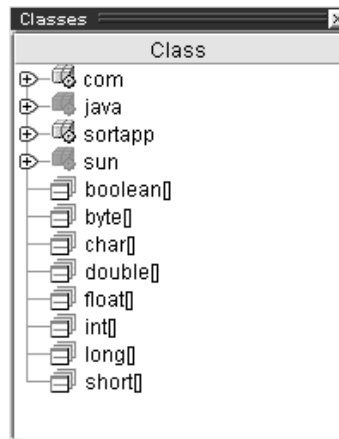 Classes
Class
com
java
sortapp
sun
boolean[]
byte[]
char[]
double[]
float[]
int[]
long[]
short[]